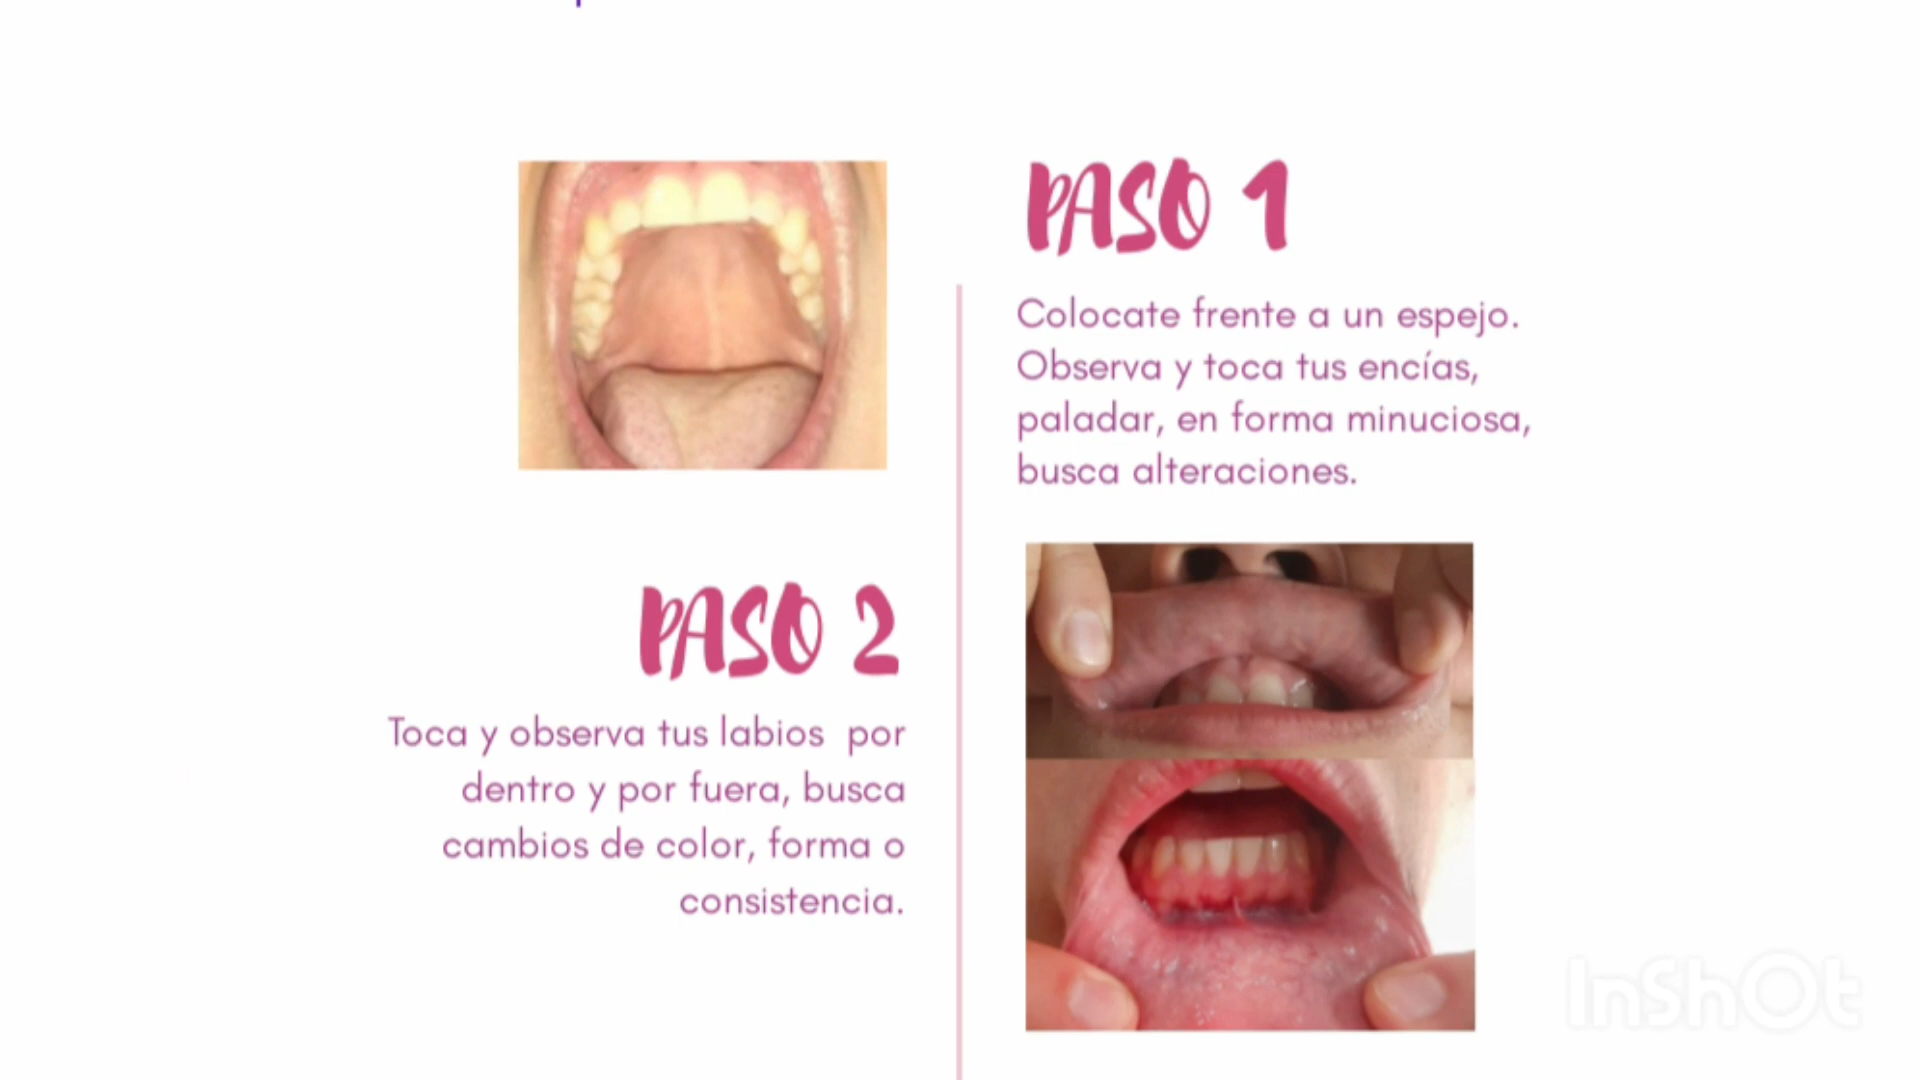 PASO 1
Colocate frente a un espejo.
Observa y toca tus encías,
paladar, en forma minuciosa,
busca alteraciones.
PASO 2
Toca y observa tus labios  por
dentro y por fuera, busca
cambios de color, forma o
consistencia.
InShOt